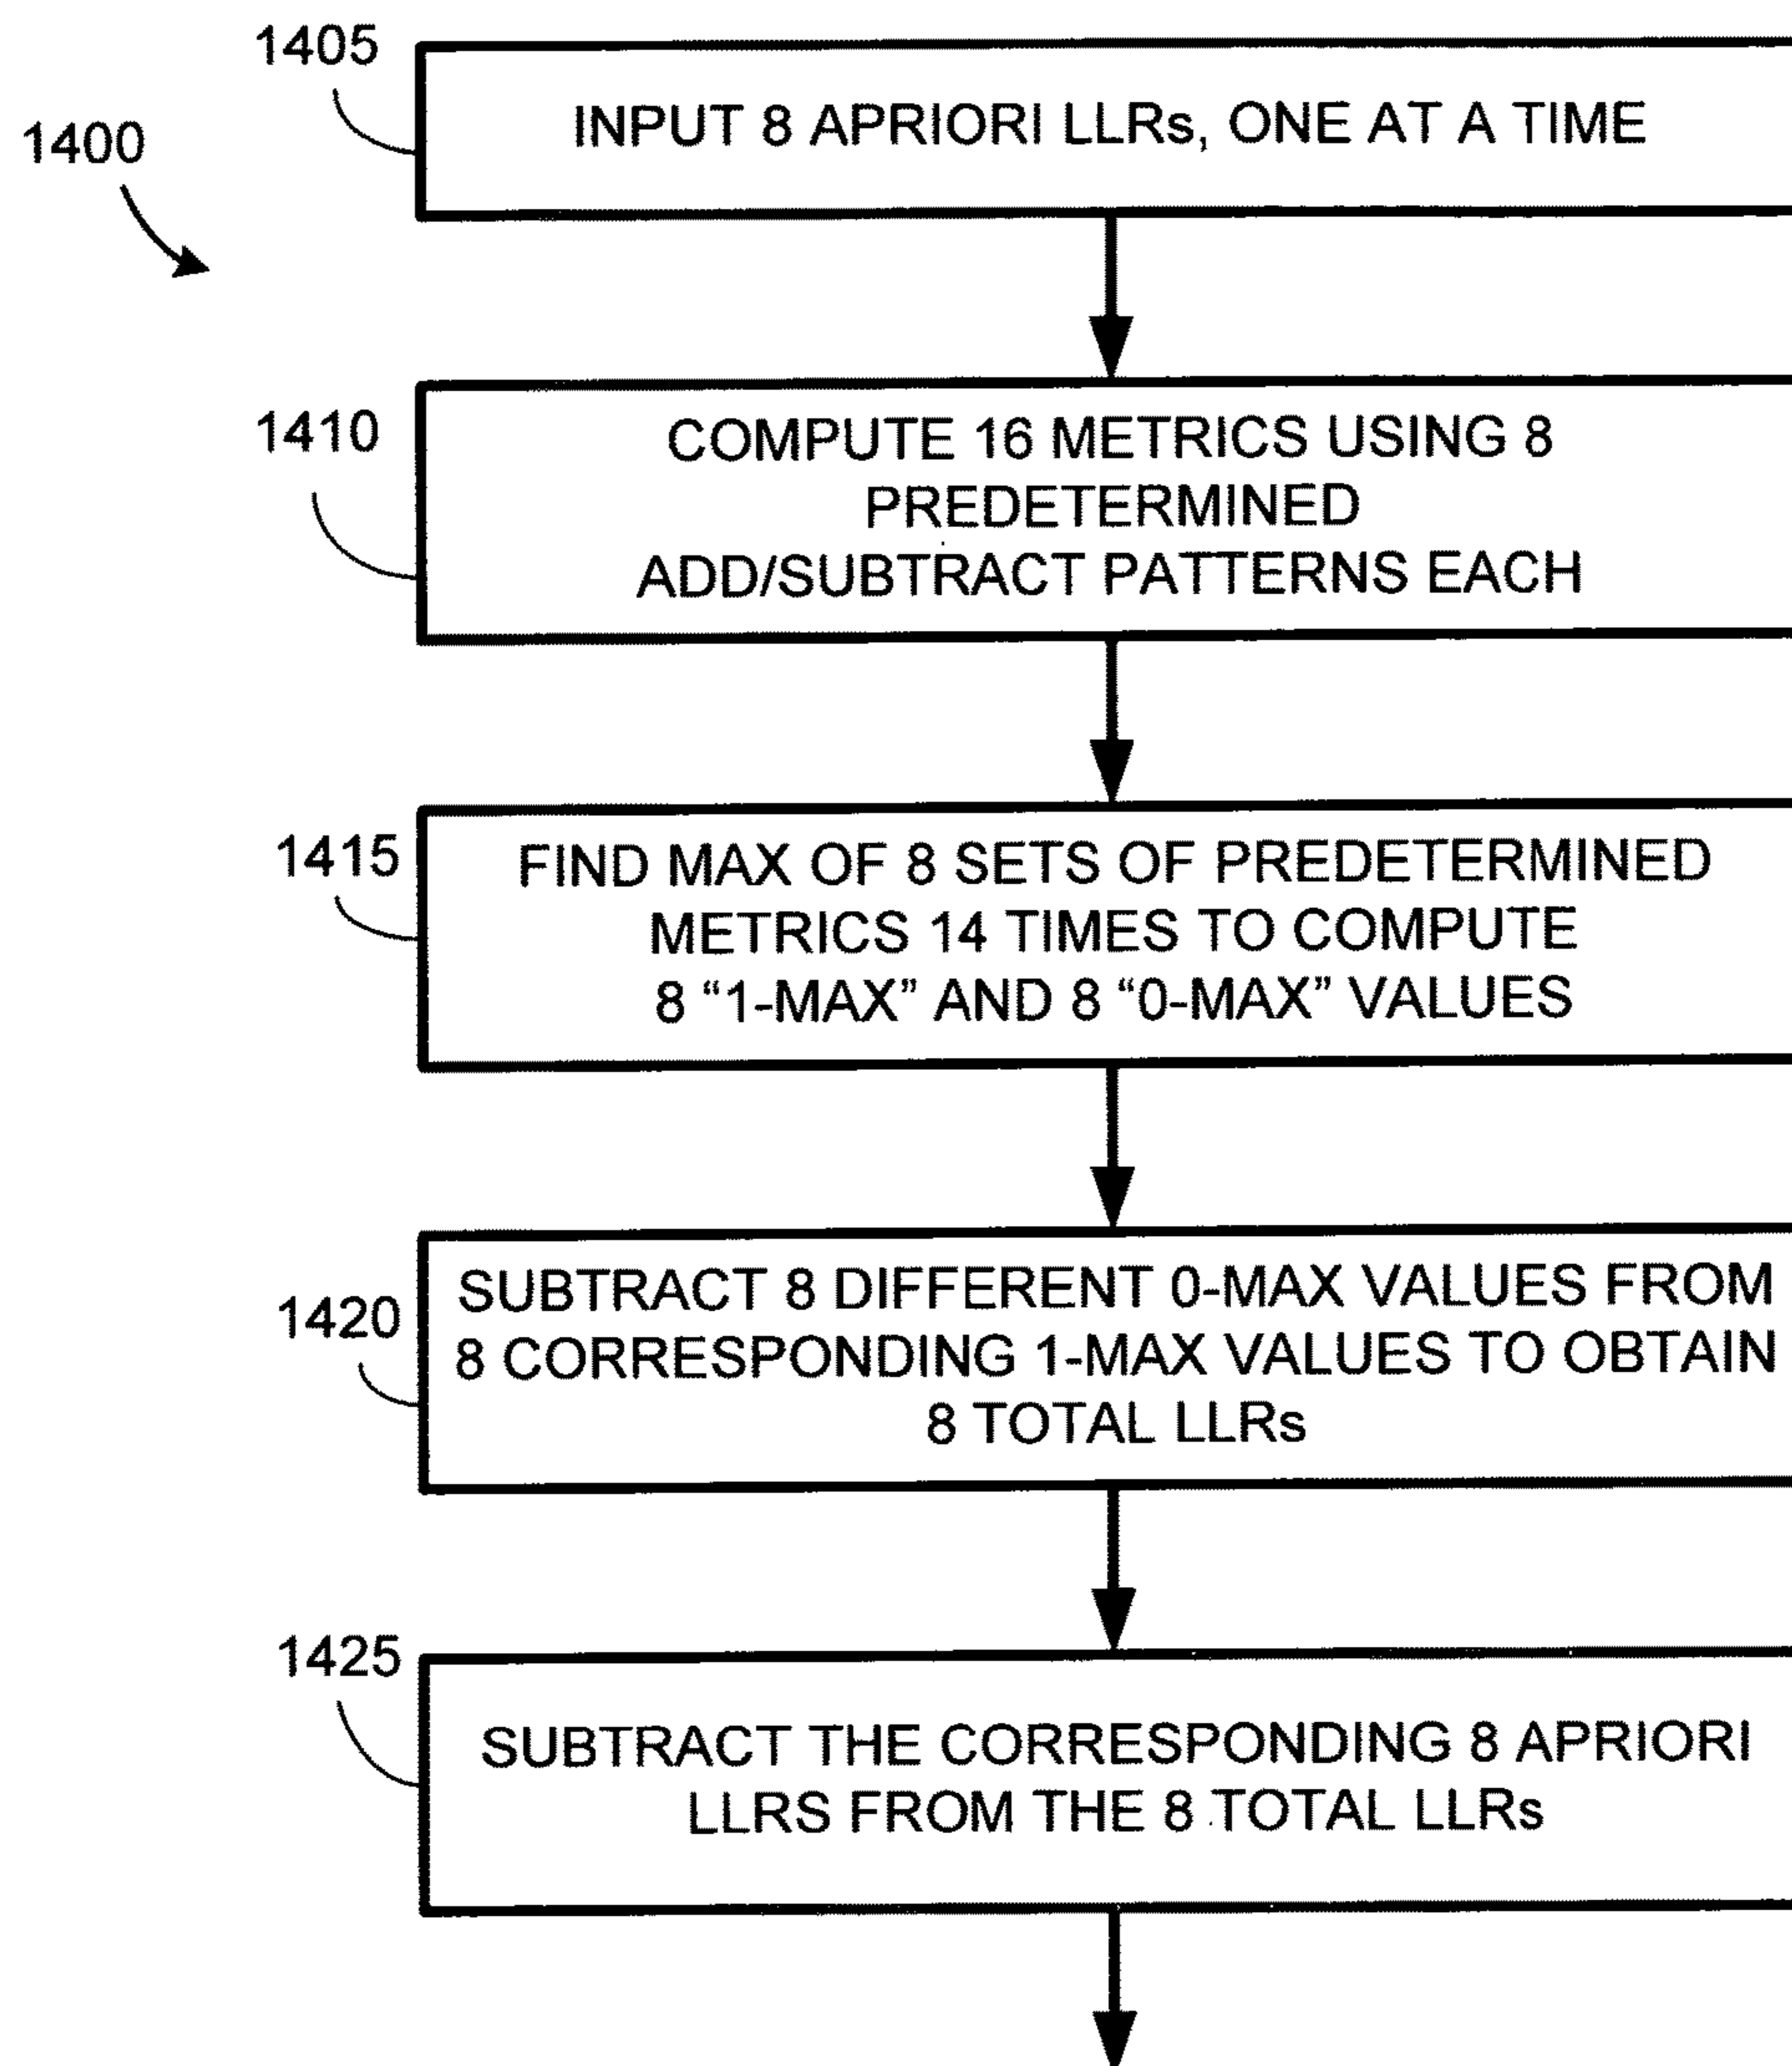 1405
INPUT 8 APRIORI LLRs, ONE AT A TIME
1400
1410
COMPUTE 16 METRICS USING 8
PREDETERMINED
ADD/SUBTRACT PATTERNS EACH
1415
FIND MAX OF 8 SETS OF PREDETERMINED
METRICS 14 TIMES TO COMPUTE
8 “1-MAX” AND 8 “0-MAX” VALUES
1420
SUBTRACT 8 DIFFERENT 0-MAX VALUES FROM
8 CORRESPONDING 1-MAX VALUES TO OBTAIN
8 TOTAL LLRs
1425
SUBTRACT THE CORRESPONDING 8 APRIORI
LLRS FROM THE 8 TOTAL LLRs